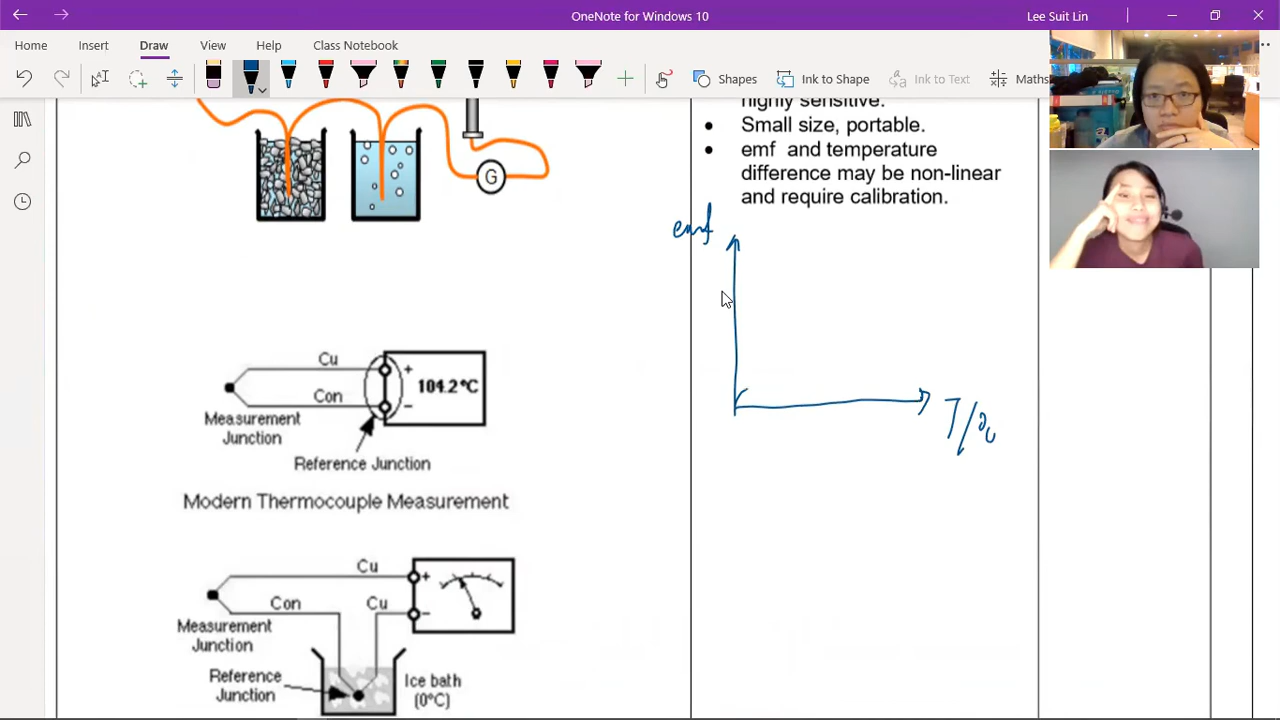 OneNote for Windows 10
Lee Suit Lin
Home
Insert
Draw
View
Help
Class Notebook
Shapes
Ink to Shape
Ink to Text
Maths
highly sensitive.
• Small size, portable.
• emf and temperature
difference may be non-linear
and require calibration.
G
emf
T/°C
Cu
+
104.2°C
Con
−
Measurement
Junction
Reference Junction
Modern Thermocouple Measurement
Cu
+
Con
Cu
−
Measurement
Junction
Reference
Junction
Ice bath
(0°C)